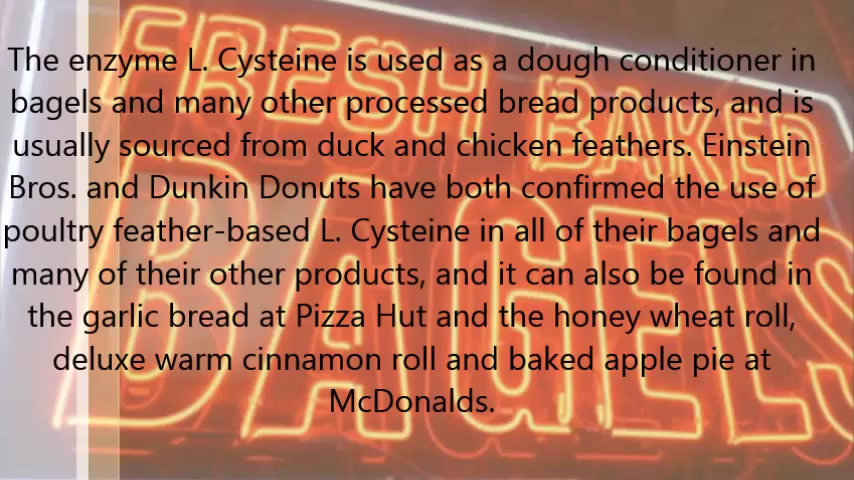 The enzyme L. Cysteine is used as a dough conditioner in
bagels and many other processed bread products, and is
usually sourced from duck and chicken feathers. Einstein
Bros. and Dunkin Donuts have both confirmed the use of
poultry feather-based L. Cysteine in all of their bagels and
many of their other products, and it can also be found in
the garlic bread at Pizza Hut and the honey wheat roll,
deluxe warm cinnamon roll and baked apple pie at
McDonalds.
FRESH BAKED
BAGELS